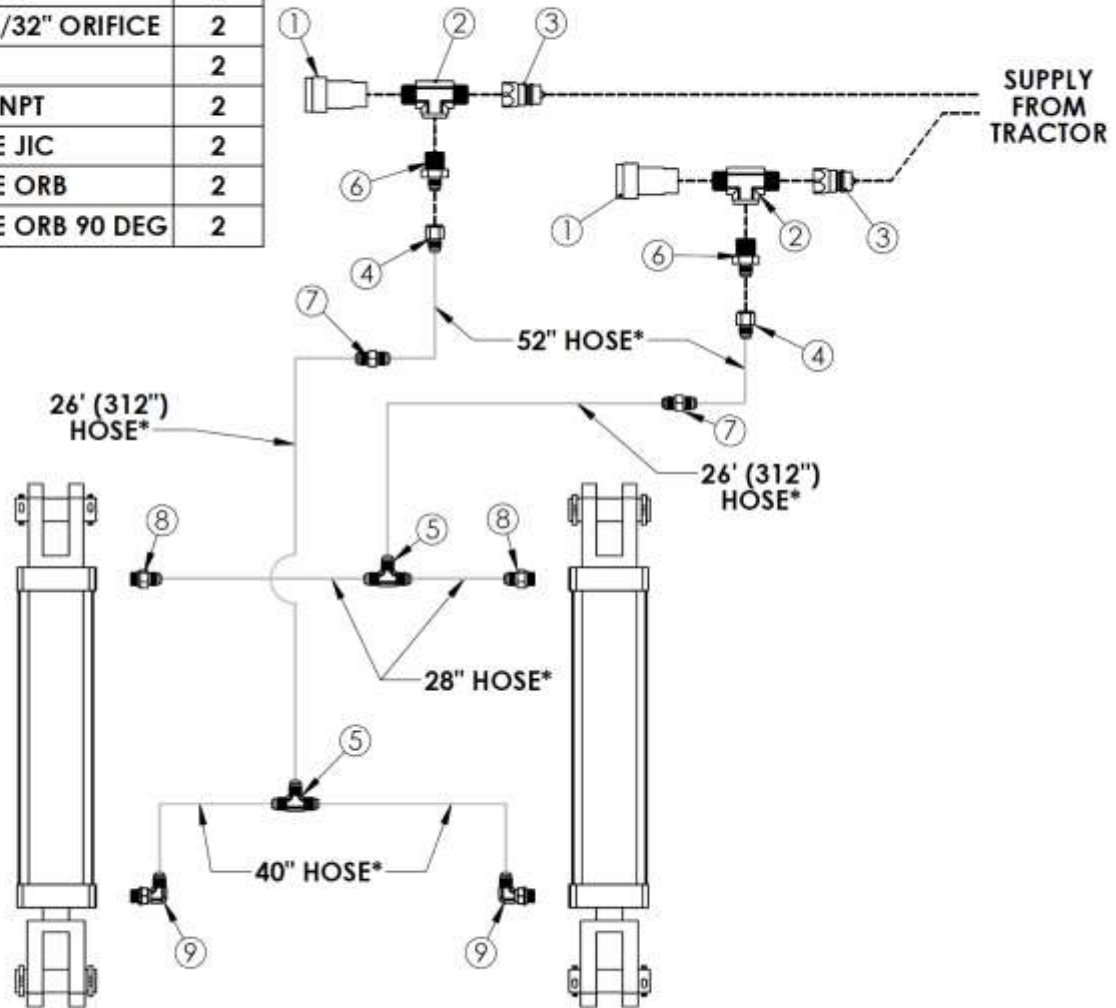 /32" ORIFICE 2
2
NPT 2
E JIC 2
E ORB 2
E ORB 90 DEG 2
1
2
3
SUPPLY
FROM
TRACTOR
6
1
2
3
4
6
7
52" HOSE*
4
26' (312")
HOSE*
7
26' (312")
HOSE*
8
5
8
28" HOSE*
5
40" HOSE*
9
9